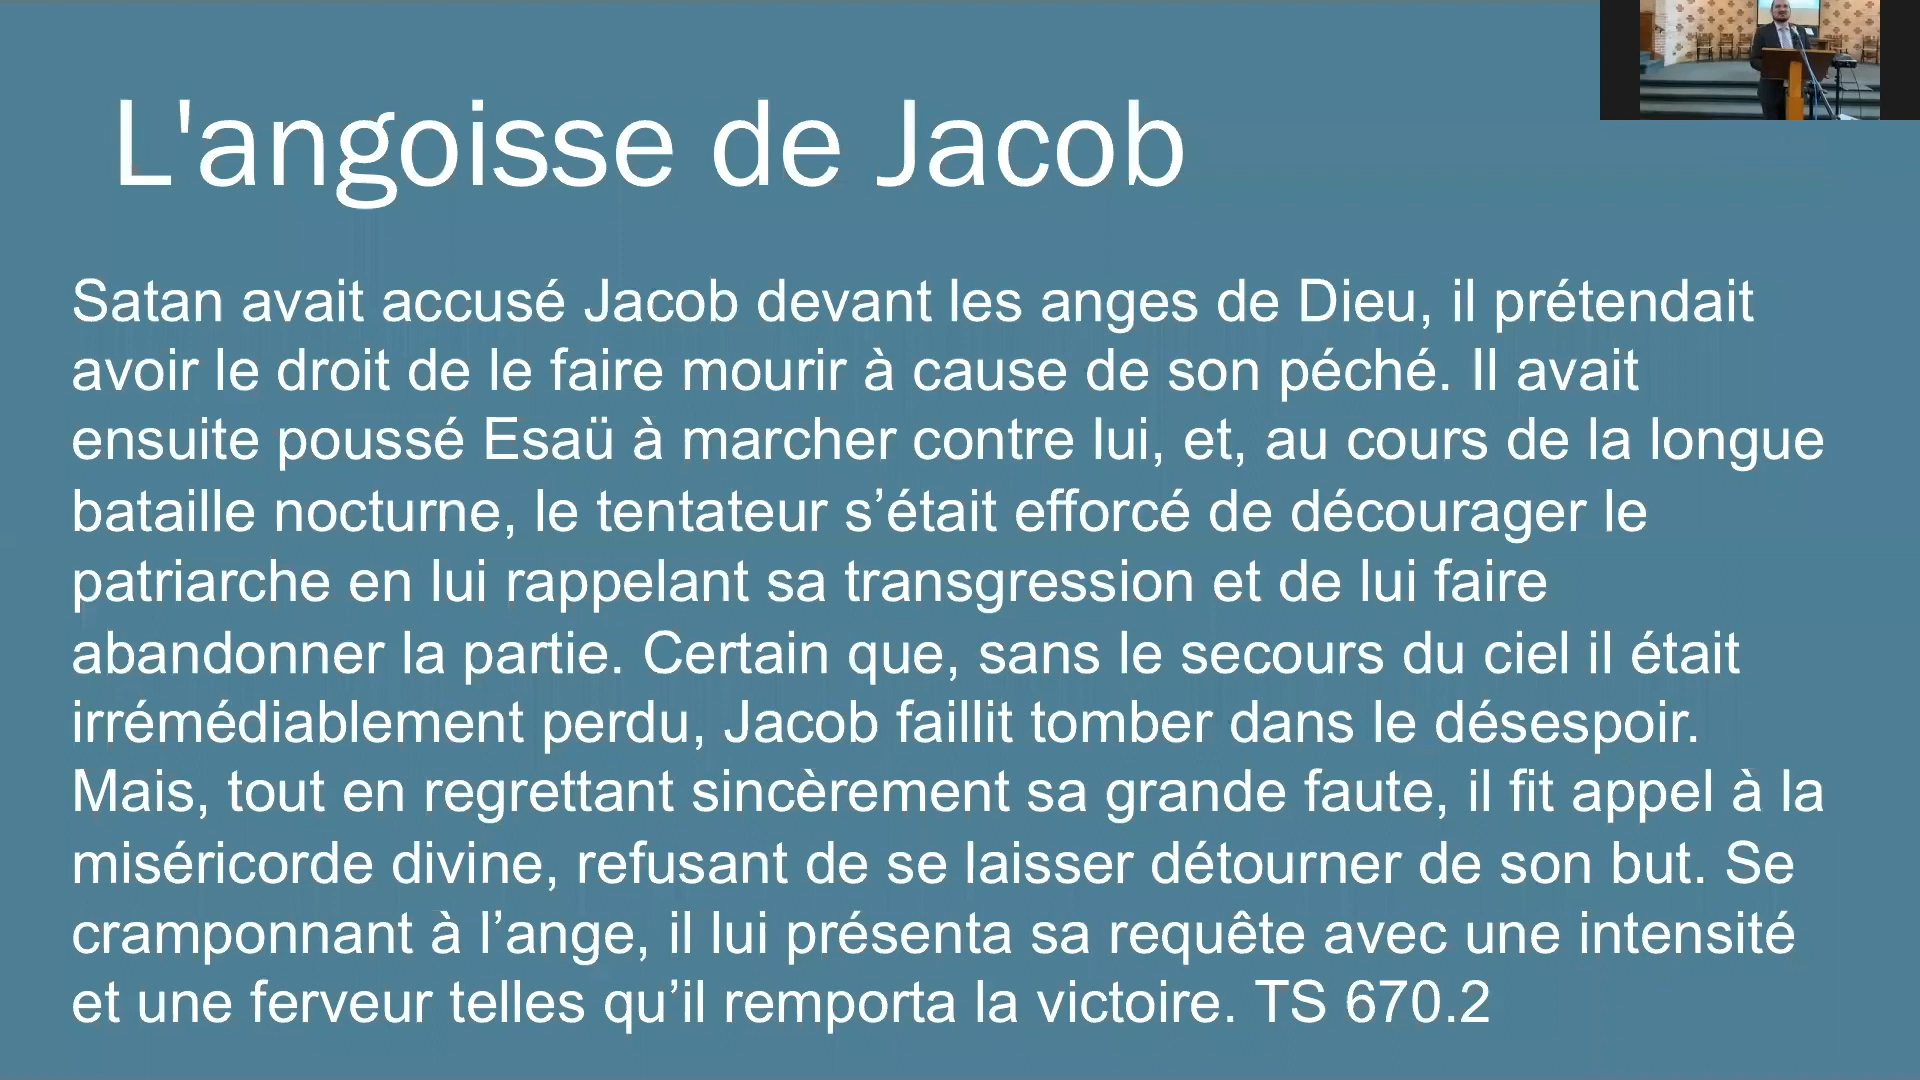 L'angoisse de Jacob
Satan avait accusé Jacob devant les anges de Dieu, il prétendait
avoir le droit de le faire mourir à cause de son péché. Il avait
ensuite poussé Esaü à marcher contre lui, et, au cours de la longue
bataille nocturne, le tentateur s’était efforcé de décourager le
patriarche en lui rappelant sa transgression et de lui faire
abandonner la partie. Certain que, sans le secours du ciel il était
irrémédiablement perdu, Jacob faillit tomber dans le désespoir.
Mais, tout en regrettant sincèrement sa grande faute, il fit appel à la
miséricorde divine, refusant de se laisser détourner de son but. Se
cramponnant à l’ange, il lui présenta sa requête avec une intensité
et une ferveur telles qu’il remporta la victoire. TS 670.2